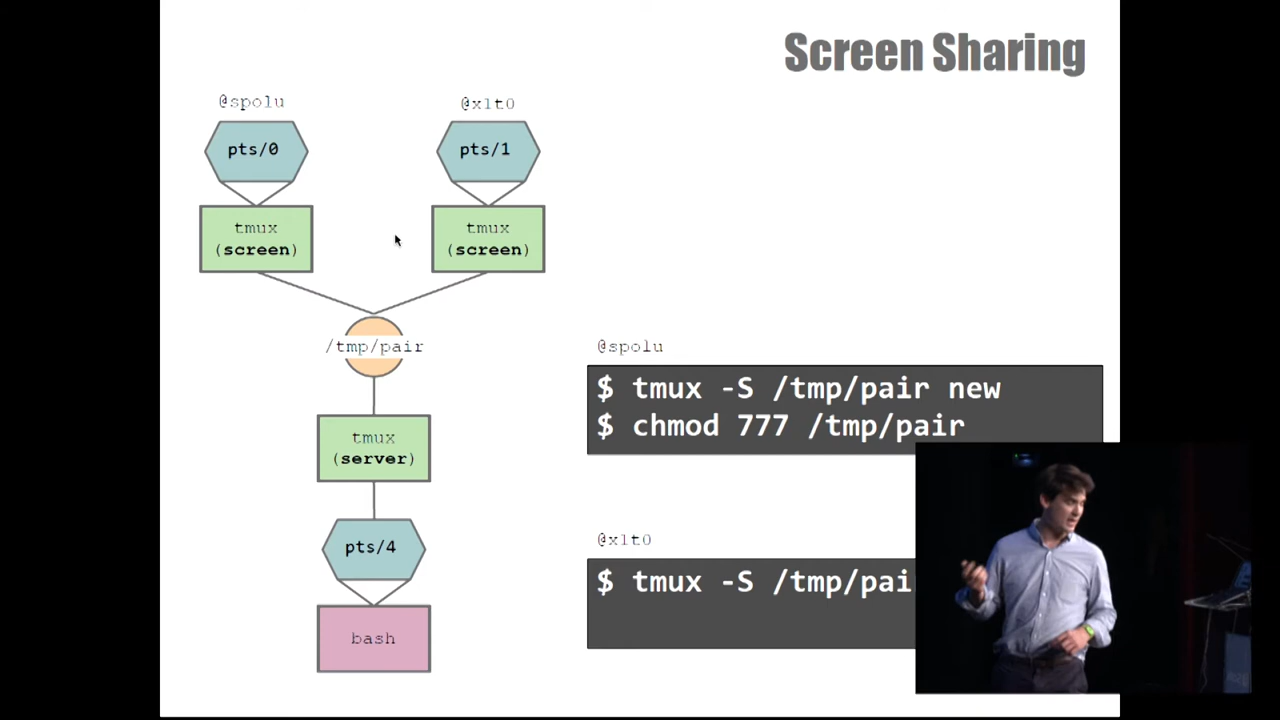 Screen Sharing
@spolu
@x1t0
pts/0
pts/1
tmux
(screen)
tmux
(screen)
/tmp/pair
tmux
(server)
pts/4
bash
@spolu
$ tmux -S /tmp/pair new
$ chmod 777 /tmp/pair
@x1t0
$ tmux -S /tmp/pai